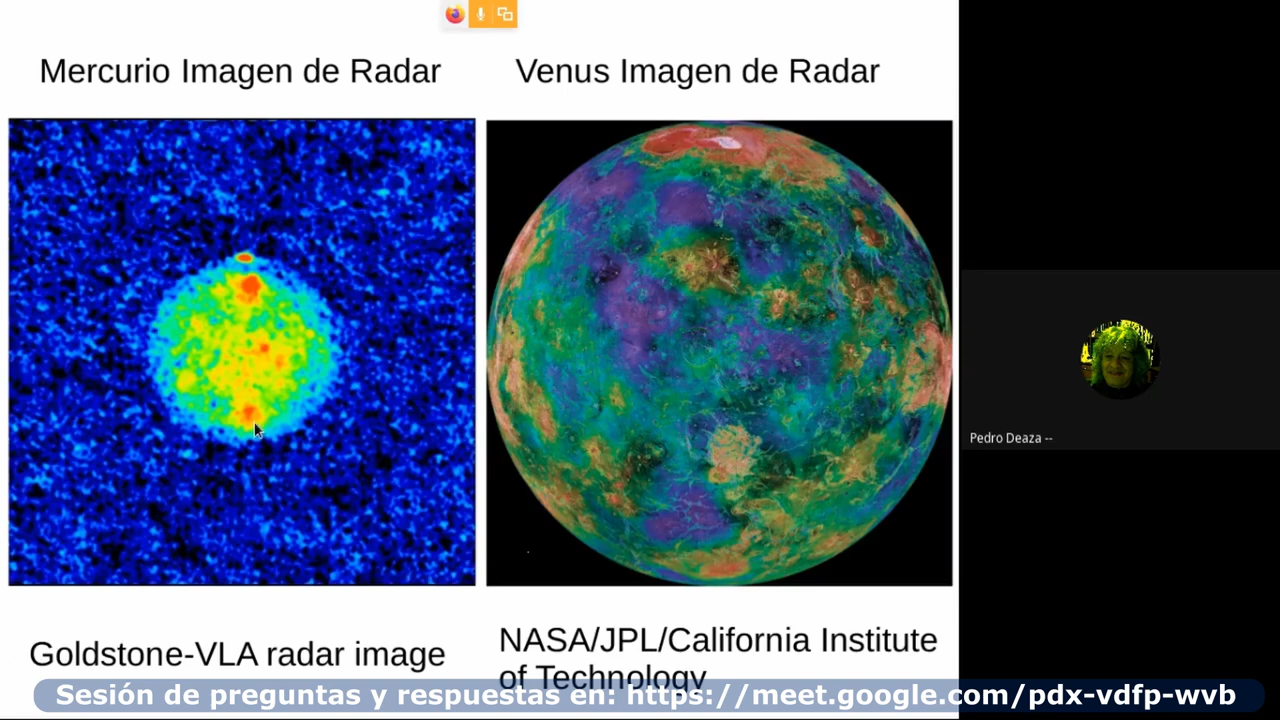 Mercurio Imagen de Radar
Venus Imagen de Radar
Pedro Deaza --
Goldstone-VLA radar image
NASA/JPL/California Institute
of Technology
Sesión de preguntas y respuestas en: https://meet.google.com/pdx-vdfp-wvb